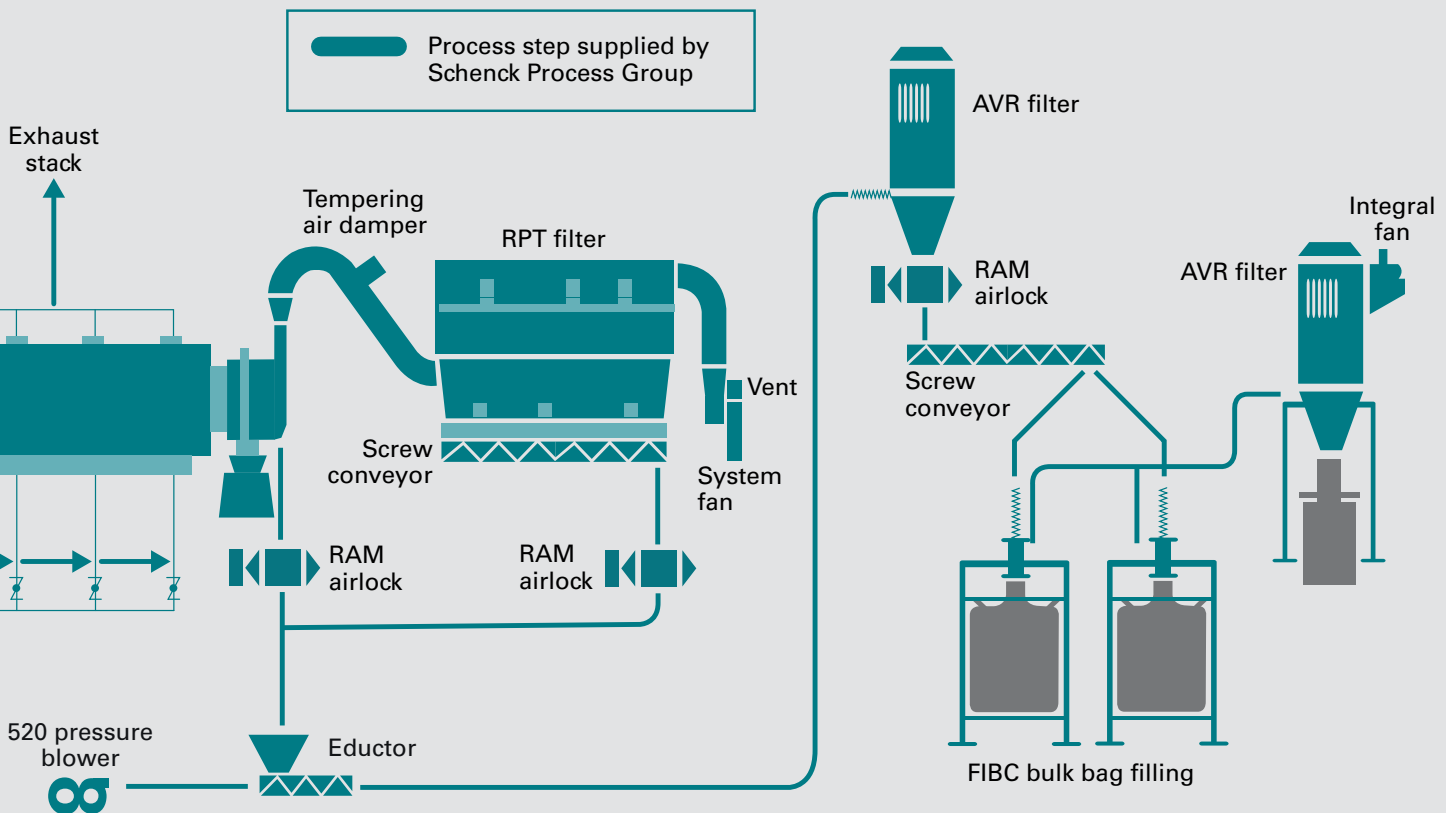 Process step supplied by
Schenck Process Group
AVR filter
Exhaust
stack
Tempering
air damper
RPT filter
Integral
fan
AVR filter
RAM
airlock
Screw
conveyor
Vent
Screw
conveyor
System
fan
RAM
airlock
RAM
airlock
520 pressure
blower
Eductor
FIBC bulk bag filling